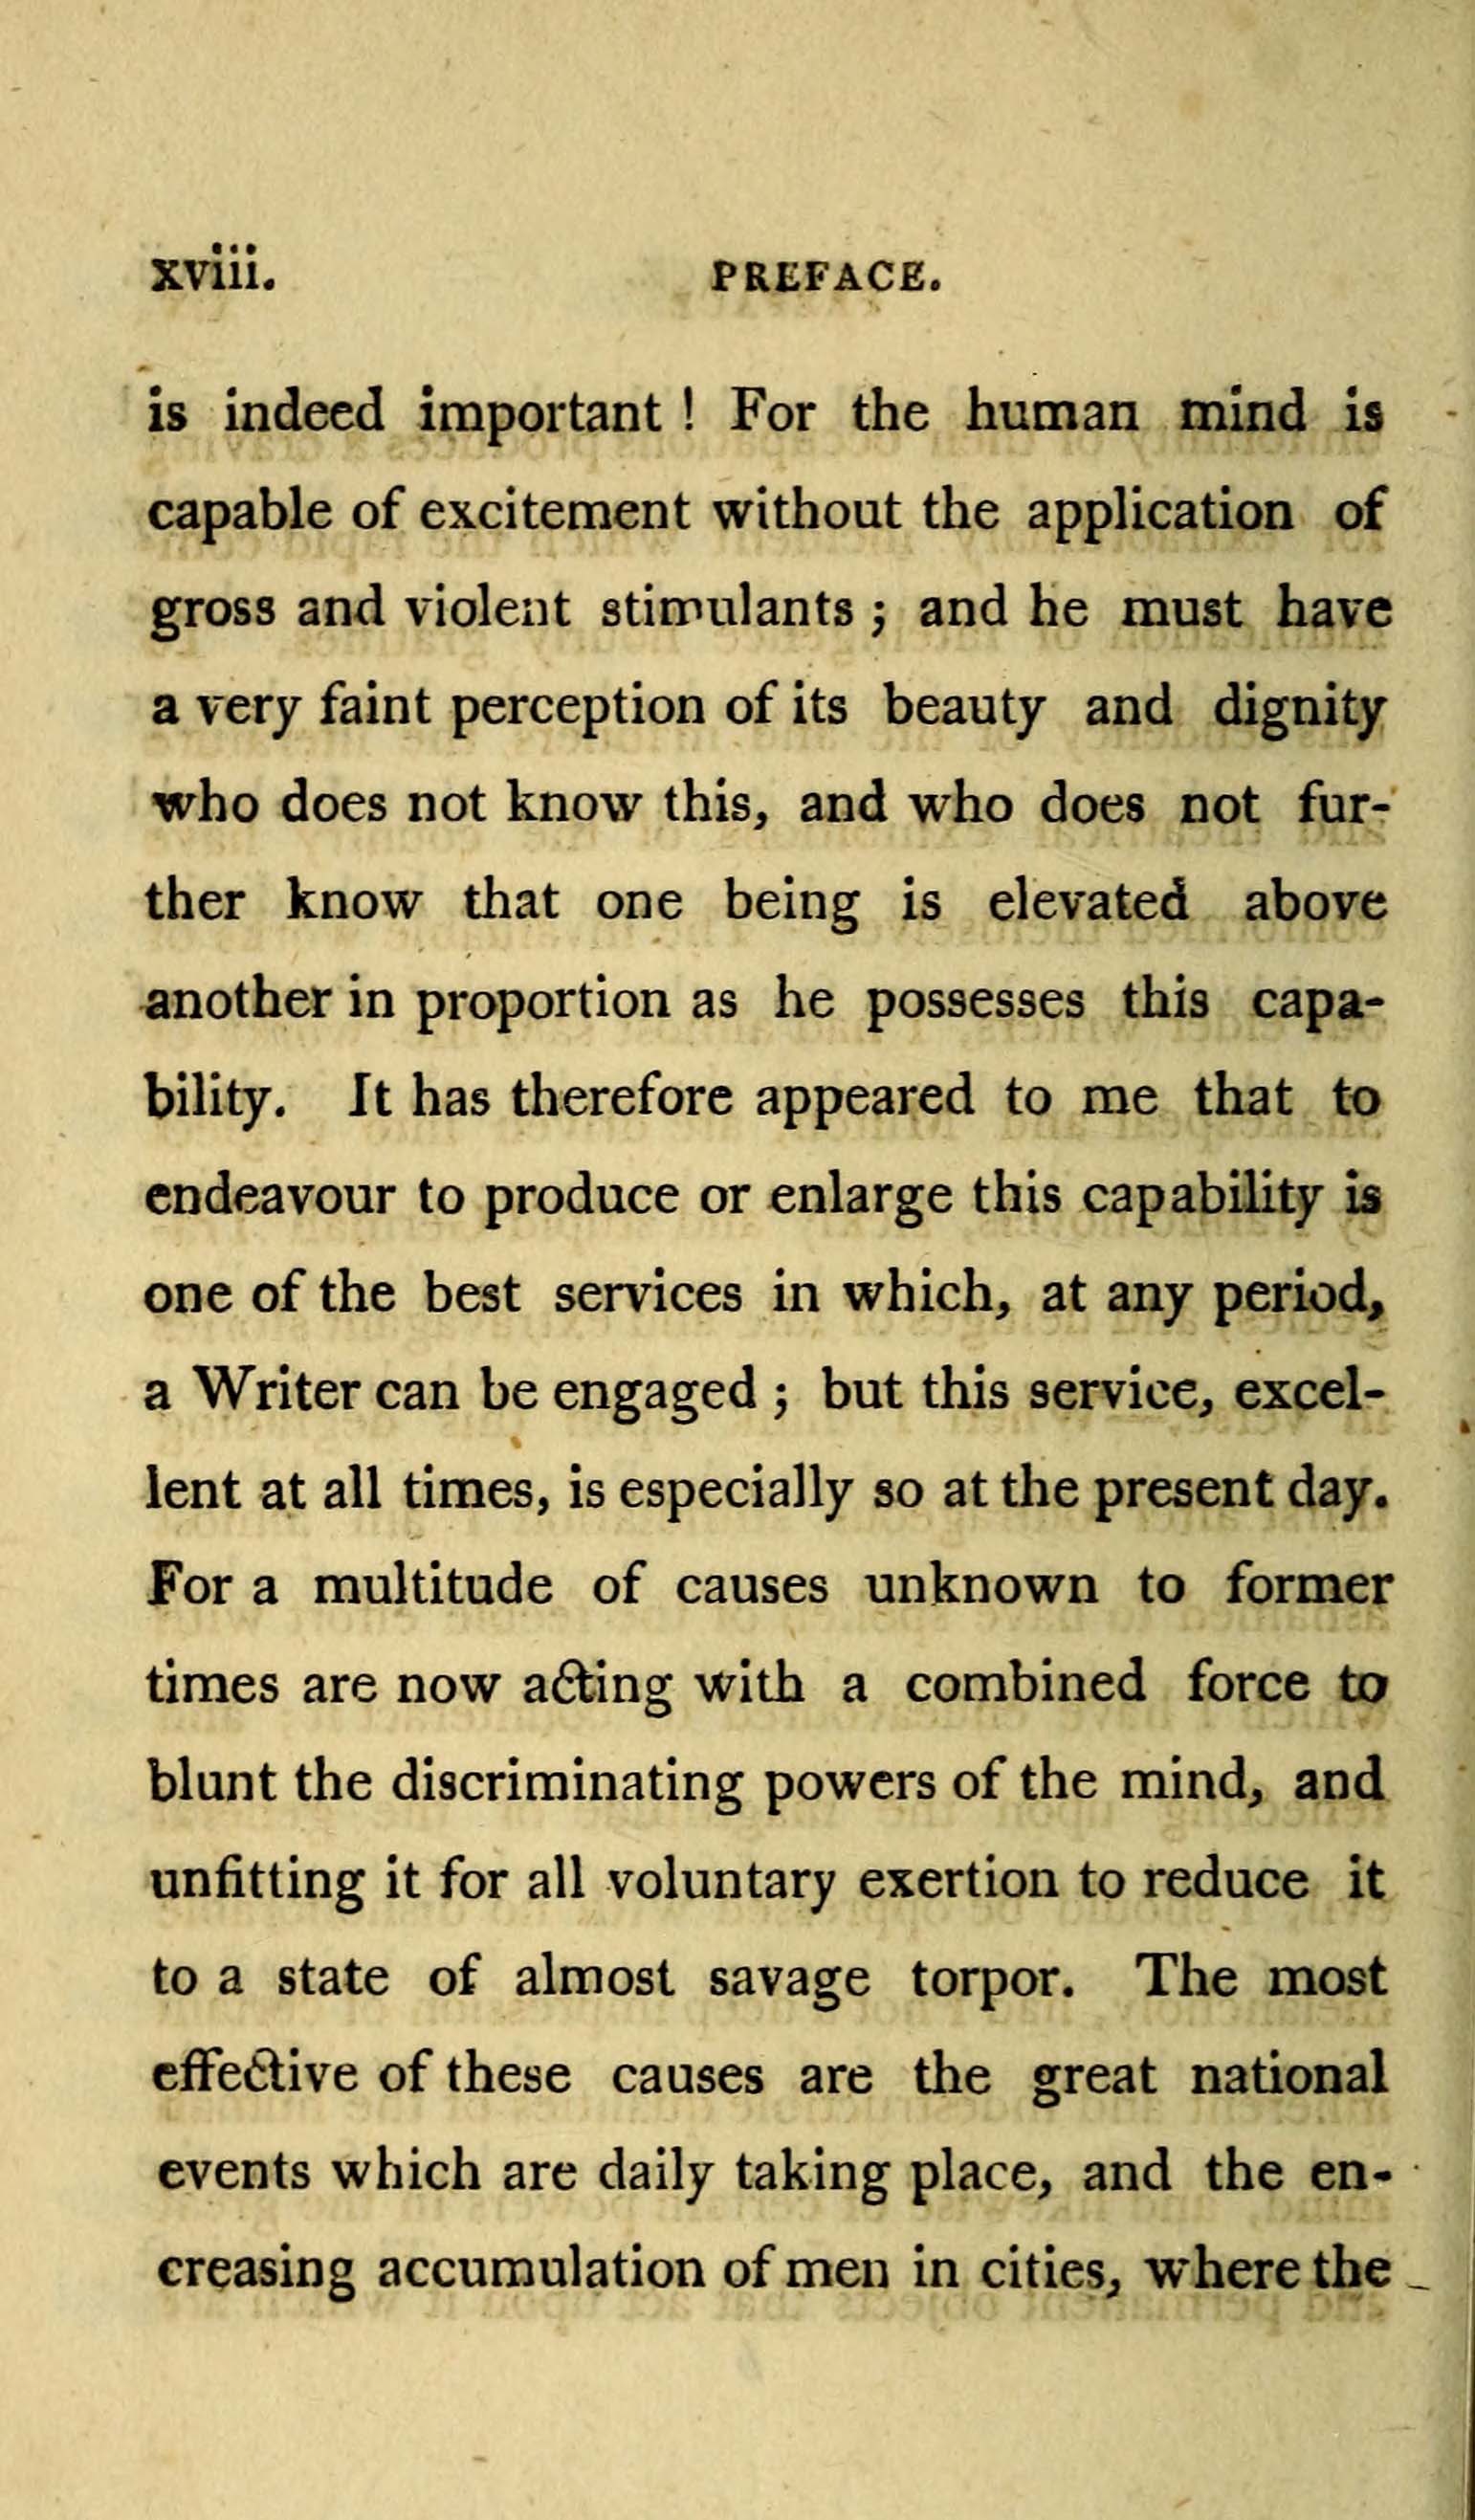 xviii. PREFACE.
is indeed important ! For the human mind is
capable of excitement without the application of
gross and violent stimulants ; and he must have
a very faint perception of its beauty and dignity
who does not know this, and who does not fur-
ther know that one being is elevated above
another in proportion as he possesses this capa-
bility. It has therefore appeared to me that to
endeavour to produce or enlarge this capability is
one of the best services in which, at any period,
a Writer can be engaged ; but this service, excel-
lent at all times, is especially so at the present day.
For a multitude of causes unknown to former
times are now acting with a combined force to
blunt the discriminating powers of the mind, and
unfitting it for all voluntary exertion to reduce it
to a state of almost savage torpor. The most
effective of these causes are the great national
events which are daily taking place, and the en-
creasing accumulation of men in cities, where the